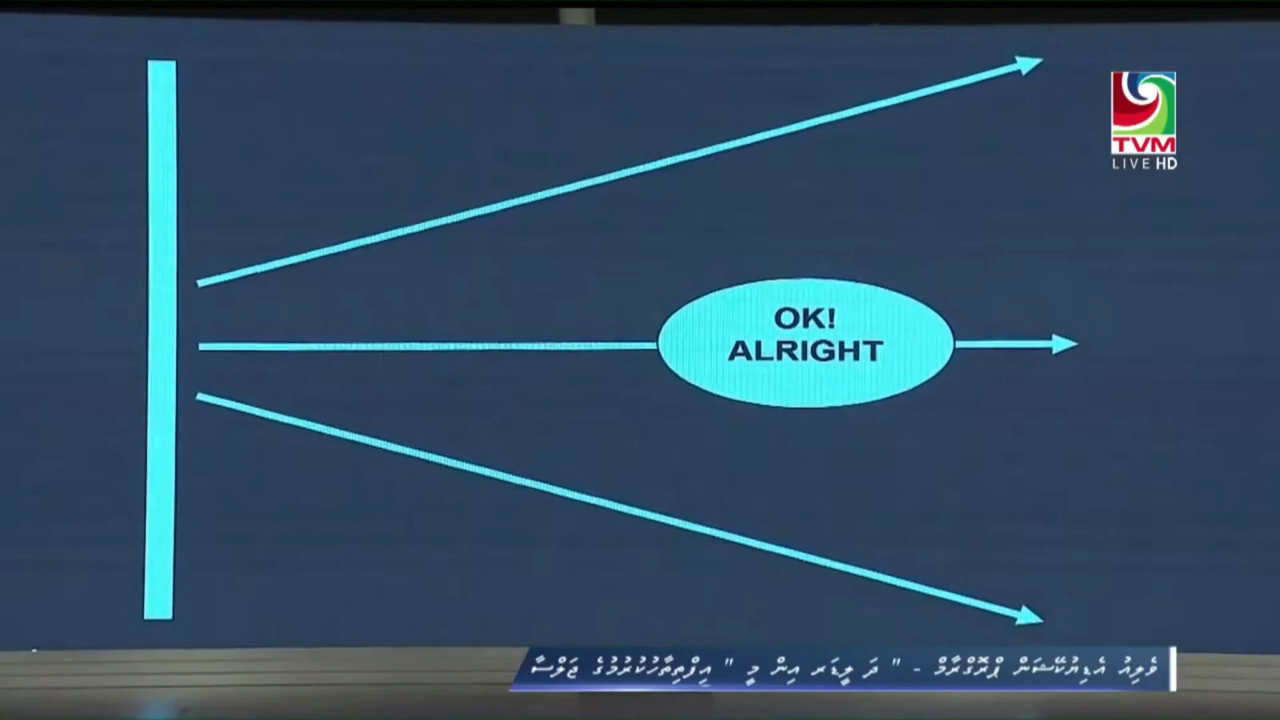 TVM
LIVE HD
OK!
ALRIGHT
ވެލިއު އެޑިޔުކޭޝަން ޕްރޮގްރާމް - " ދަ ލީޑަރ އިން މީ " އިފްތިތާހުކުރުމުގެ ޖަލްސާ